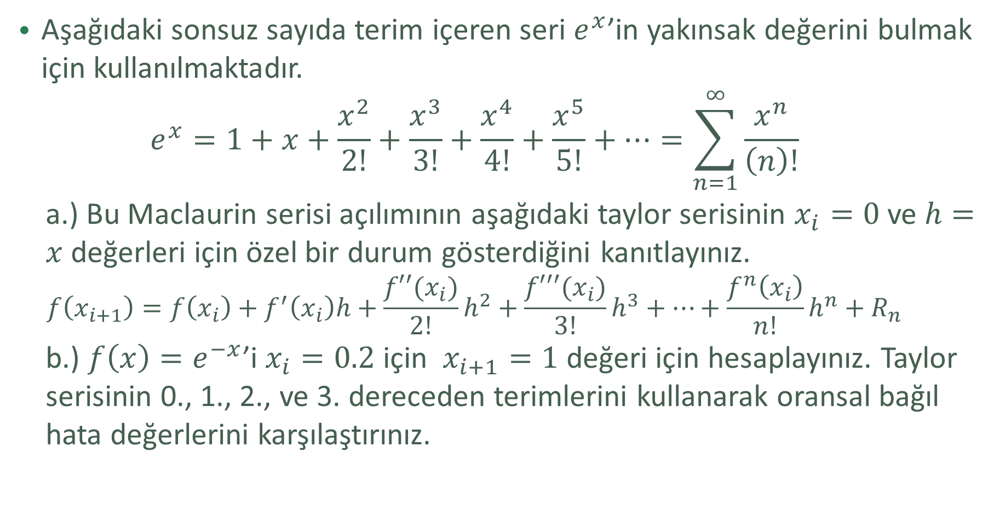 • Aşağıdaki sonsuz sayıda terim içeren seri $e^x$’in yakınsak değerini bulmak
için kullanılmaktadır.
$e^x = 1 + x + \frac{x^2}{2!} + \frac{x^3}{3!} + \frac{x^4}{4!} + \frac{x^5}{5!} + \cdots = \sum_{n=1}^{\infty} \frac{x^n}{(n)!}$
a.) Bu Maclaurin serisi açılımının aşağıdaki taylor serisinin $x_i = 0$ ve $h =$
$x$ değerleri için özel bir durum gösterdiğini kanıtlayınız.
$f(x_{i+1}) = f(x_i) + f'(x_i)h + \frac{f''(x_i)}{2!}h^2 + \frac{f'''(x_i)}{3!}h^3 + \cdots + \frac{f^n(x_i)}{n!}h^n + R_n$
b.) $f(x) = e^{-x}$’i $x_i = 0.2$ için $x_{i+1} = 1$ değeri için hesaplayınız. Taylor
serisinin 0., 1., 2., ve 3. dereceden terimlerini kullanarak oransal bağıl
hata değerlerini karşılaştırınız.